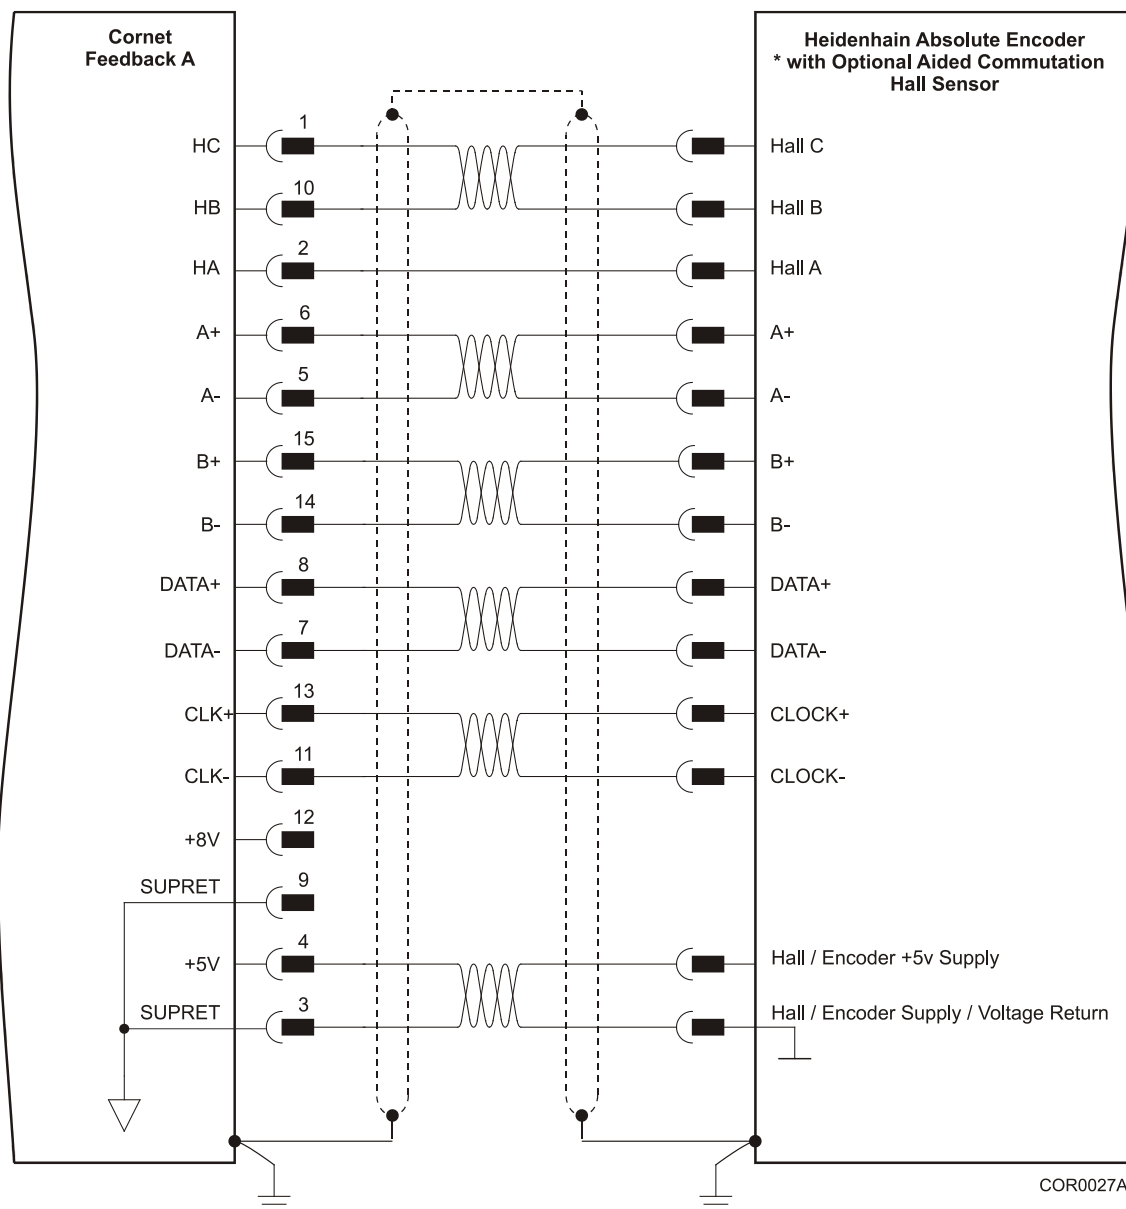 Cornet
Feedback A
Heidenhain Absolute Encoder
* with Optional Aided Commutation
Hall Sensor
HC 1 Hall C
HB 10 Hall B
HA 2 Hall A
A+ 6 A+
A- 5 A-
B+ 15 B+
B- 14 B-
DATA+ 8 DATA+
DATA- 7 DATA-
CLK+ 13 CLOCK+
CLK- 11 CLOCK-
+8V 12
SUPRET 9
+5V 4 Hall / Encoder +5v Supply
SUPRET 3 Hall / Encoder Supply / Voltage Return
COR0027A